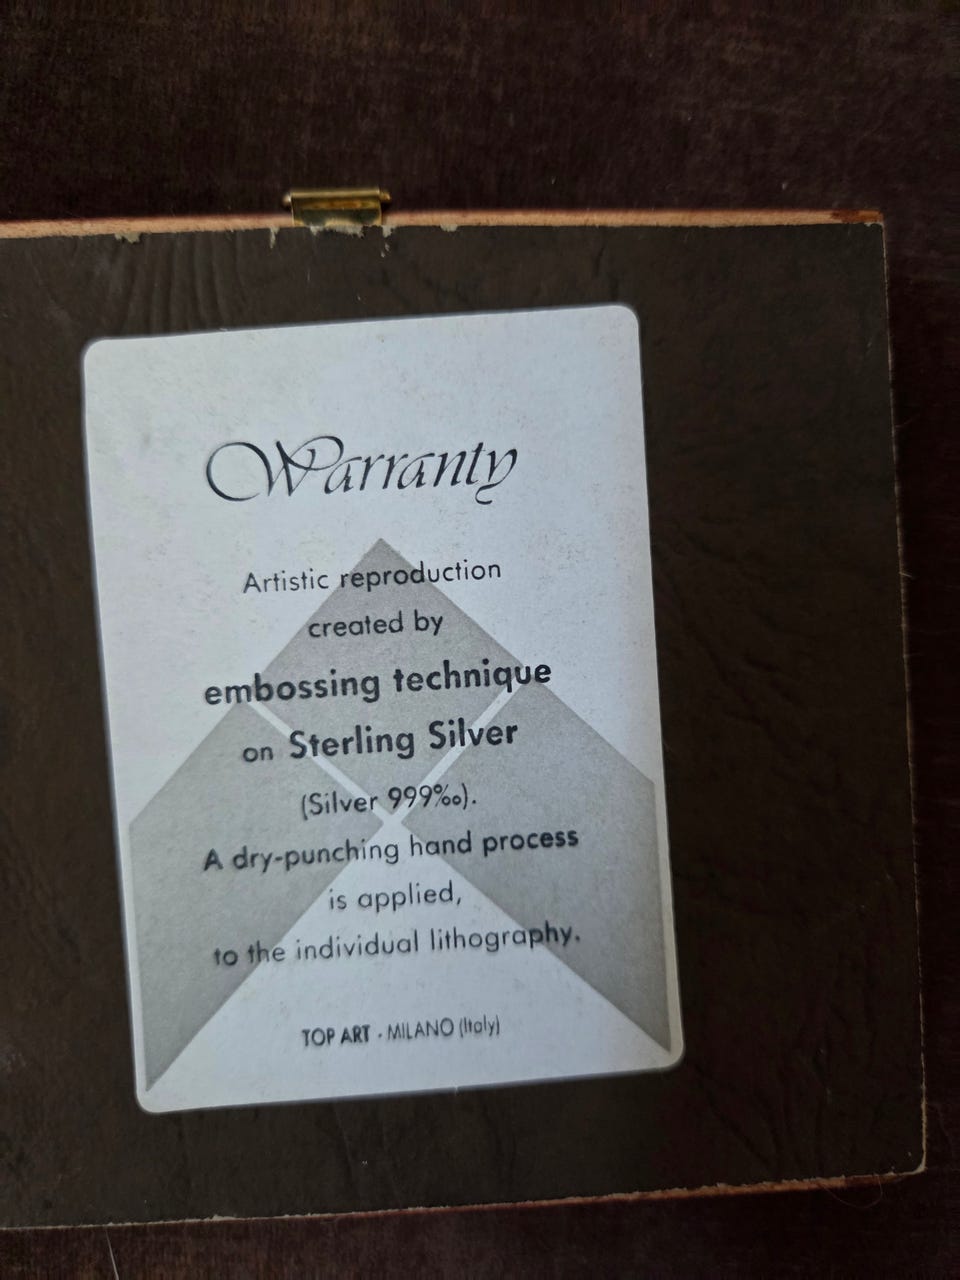 Warranty
Artistic reproduction
created by
embossing technique
on Sterling Silver
(Silver 999‰).
A dry-punching hand process
is applied,
to the individual lithography.
TOP ART - MILANO (Italy)